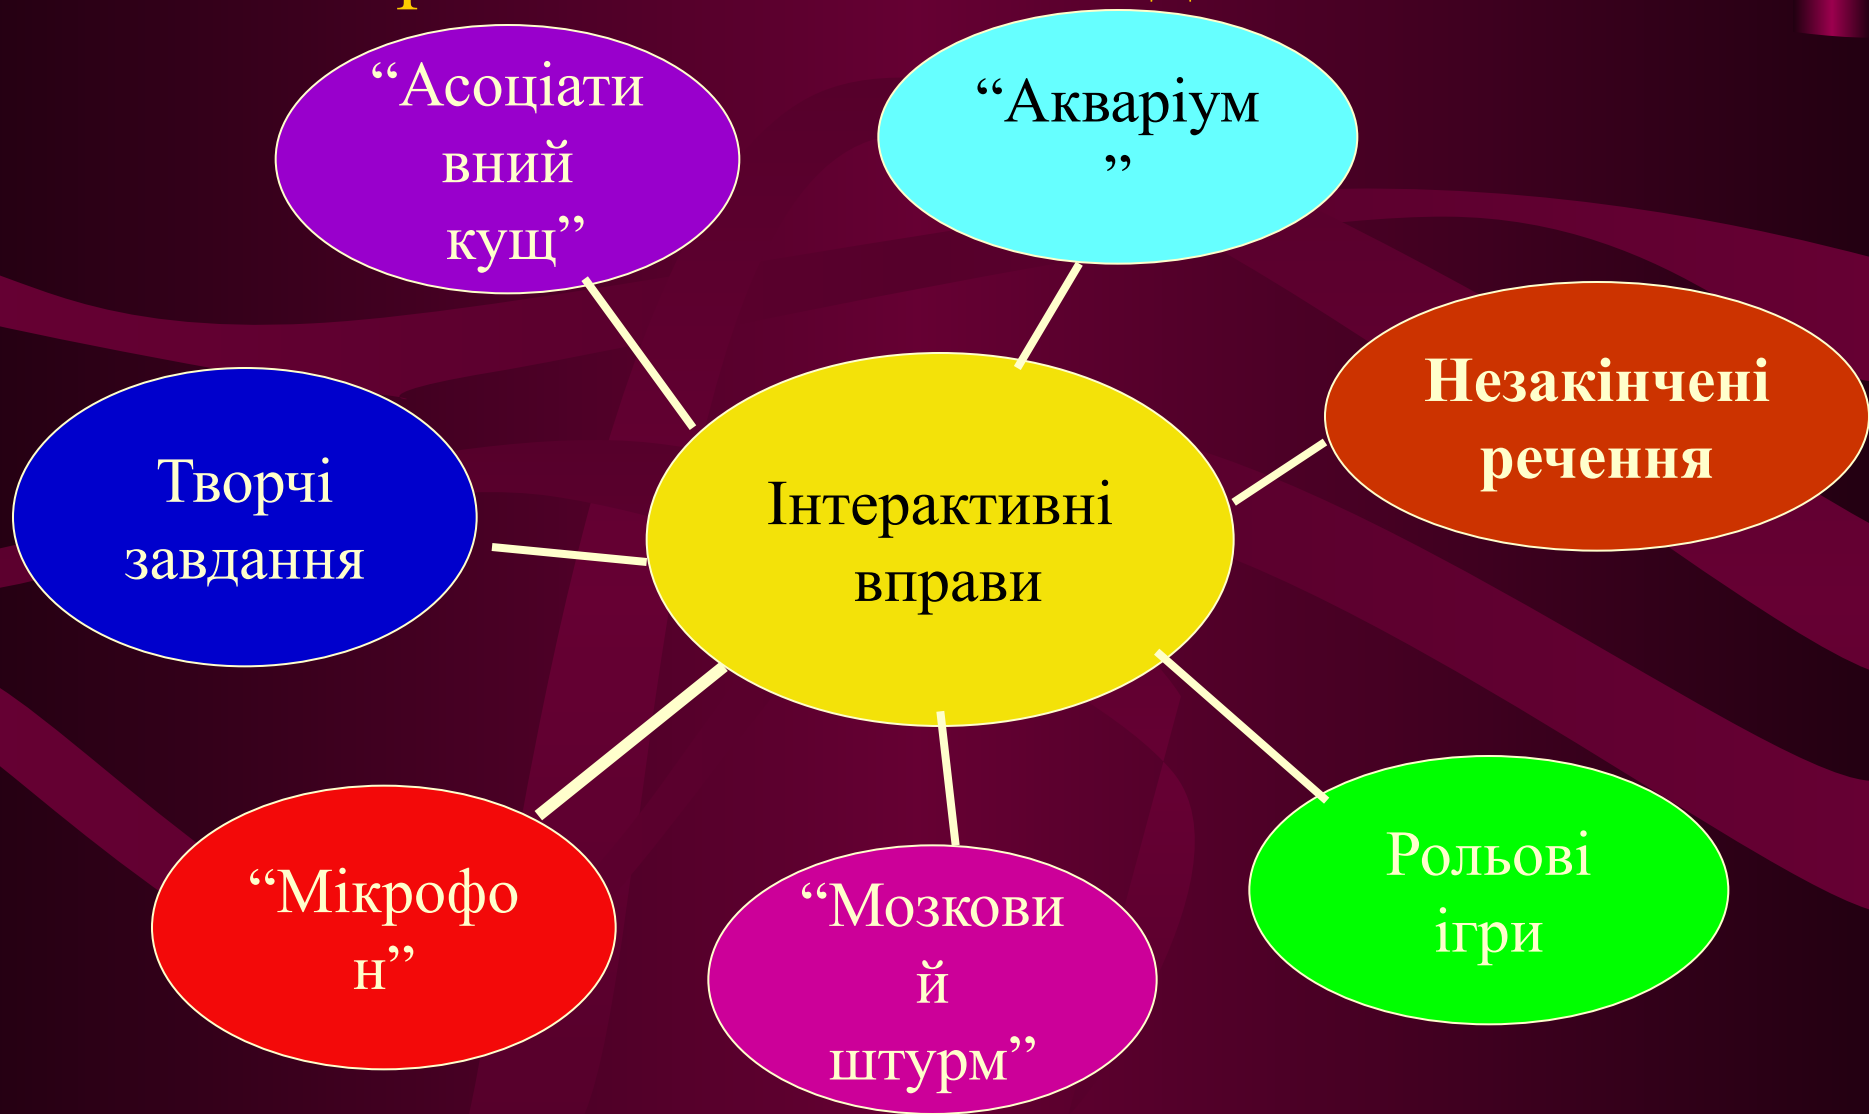 “Асоціати
вний
кущ”
“Акваріум
”
Незакінчені
речення
Творчі
завдання
Інтерактивні
вправи
“Мікрофо
н”
“Мозкови
й
штурм”
Рольові
ігри